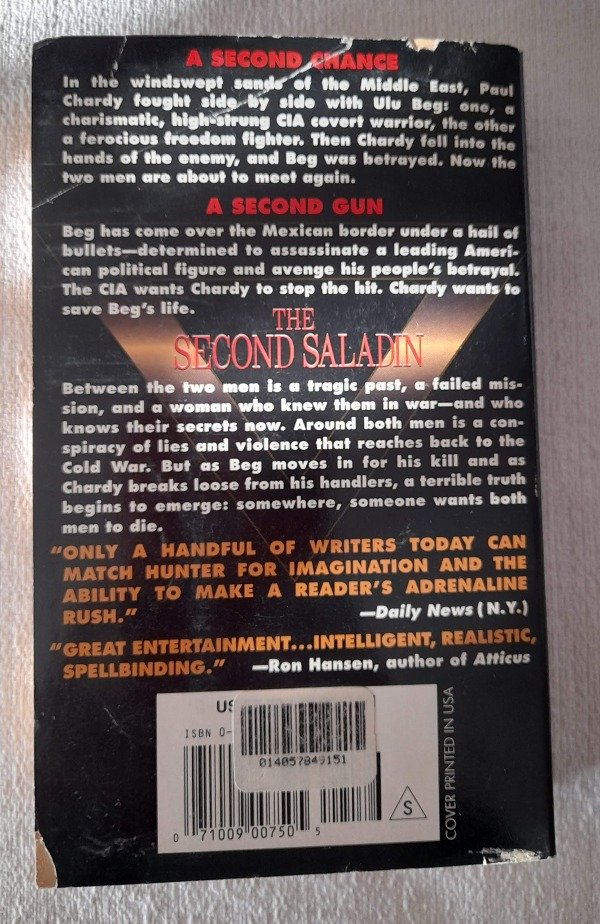 A SECOND CHANCE
In the windswept sands of the Middle East, Paul
Chardy fought side by side with Ulu Beg: one, a
charismatic, high-strung CIA covert warrior, the other
a ferocious freedom fighter. Then Chardy fell into the
hands of the enemy, and Beg was betrayed. Now the
two men are about to meet again.
A SECOND GUN
Beg has come over the Mexican border under a hail of
bullets—determined to assassinate a leading Ameri-
can political figure and avenge his people's betrayal.
The CIA wants Chardy to stop the hit. Chardy wants to
save Beg's life.
THE
SECOND SALADIN
Between the two men is a tragic past, a failed mis-
sion, and a woman who knew them in war—and who
knows their secrets now. Around both men is a con-
spiracy of lies and violence that reaches back to the
Cold War. But as Beg moves in for his kill and as
Chardy breaks loose from his handlers, a terrible truth
begins to emerge: somewhere, someone wants both
men to die.
"ONLY A HANDFUL OF WRITERS TODAY CAN
MATCH HUNTER FOR IMAGINATION AND THE
ABILITY TO MAKE A READER'S ADRENALINE
RUSH." —Daily News (N.Y.)
"GREAT ENTERTAINMENT...INTELLIGENT, REALISTIC,
SPELLBINDING." —Ron Hansen, author of Atticus
US
ISBN 0-
014057849151
0 71009 00750 5
S
COVER PRINTED IN USA